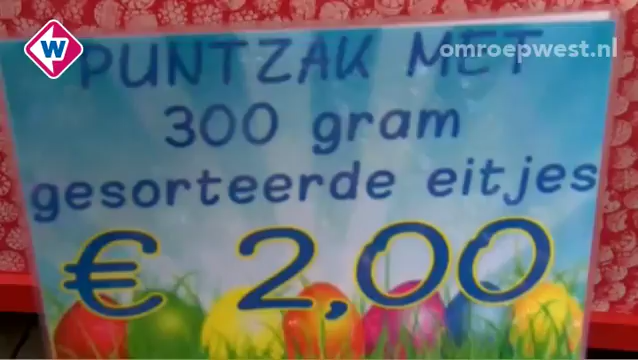 W
omroepwest.nl
PUNTZAK MET
300 gram
gesorteerde eitjes
€ 2,00